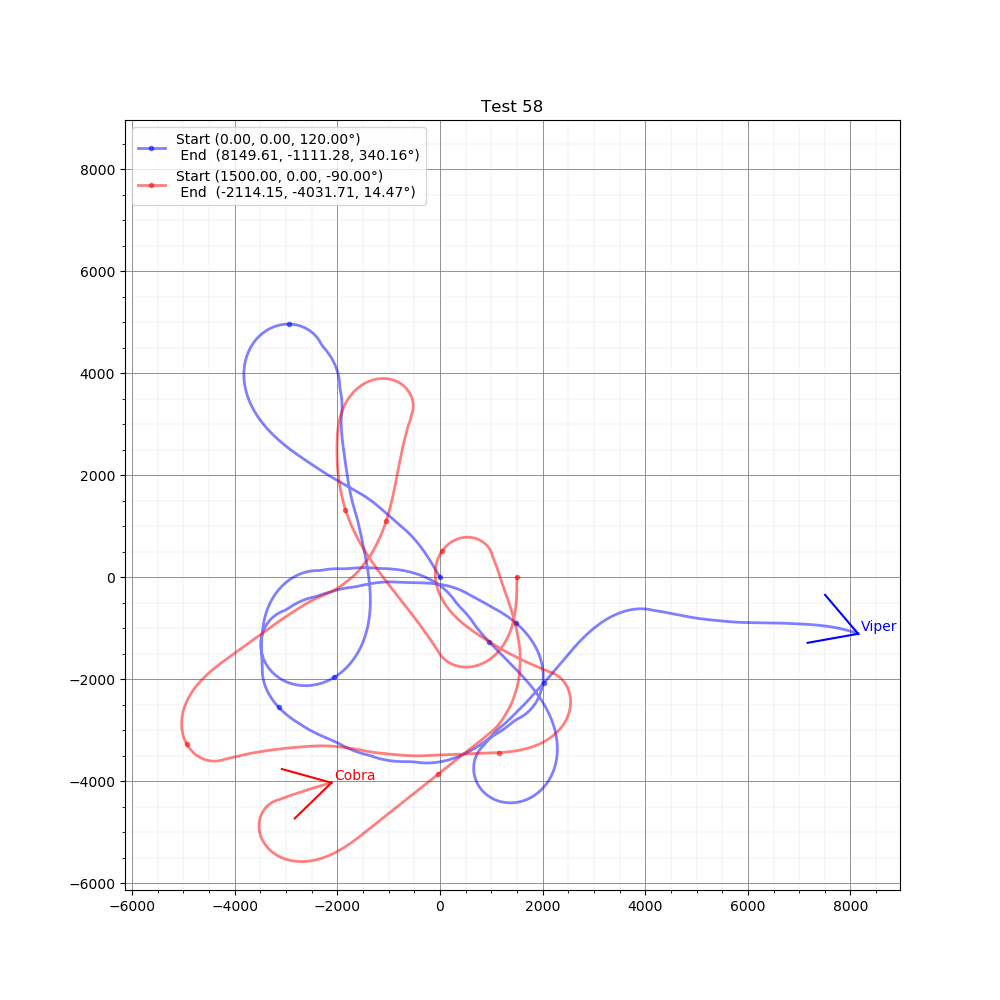 Test 58
Start (0.00, 0.00, 120.00°)
End  (8149.61, -1111.28, 340.16°)
Start (1500.00, 0.00, -90.00°)
End  (-2114.15, -4031.71, 14.47°)
8000
6000
4000
2000
0
−2000
−4000
−6000
Viper
Cobra
−6000 −4000 −2000 0 2000 4000 6000 8000